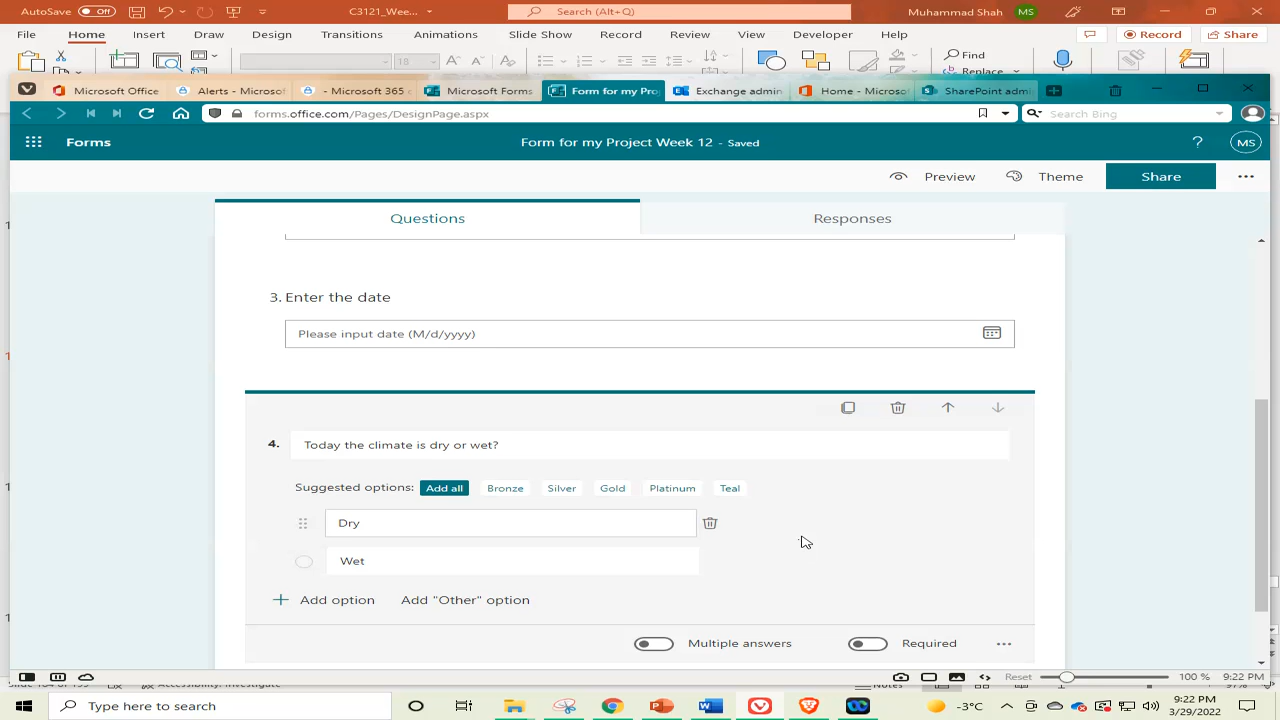 AutoSave Off C3121_Wee... Search (Alt+Q) Muhammad Shah MS
File Home Insert Draw Design Transitions Animations Slide Show Record Review View Developer Help Record Share
18 Find
Replace
Microsoft Office Alerts - Microso - Microsoft 365 Microsoft Forms Form for my Pro Exchange admin Home - Microso SharePoint admi
forms.office.com/Pages/DesignPage.aspx Search Bing
Forms Form for my Project Week 12 - Saved ? MS
Preview Theme Share
Questions Responses
3. Enter the date
Please input date (M/d/yyyy)
4. Today the climate is dry or wet?
Suggested options: Add all Bronze Silver Gold Platinum Teal
Dry
Wet
Add option Add "Other" option
Multiple answers Required
Reset 100 % 9:22 PM
Accessibility: Investigate Notes
Type here to search -3°C 9:22 PM
3/29/2022